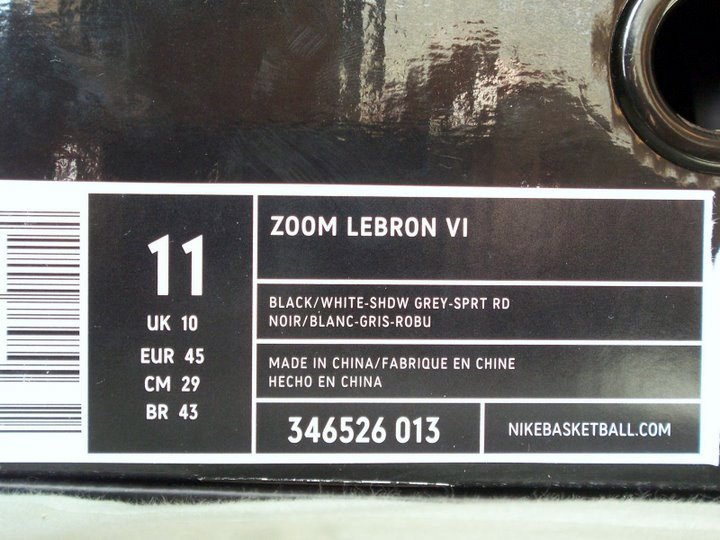 11
UK 10
EUR 45
CM 29
BR 43
ZOOM LEBRON VI
BLACK/WHITE-SHDW GREY-SPRT RD
NOIR/BLANC-GRIS-ROBU
MADE IN CHINA/FABRIQUE EN CHINE
HECHO EN CHINA
346526 013
NIKEBASKETBALL.COM